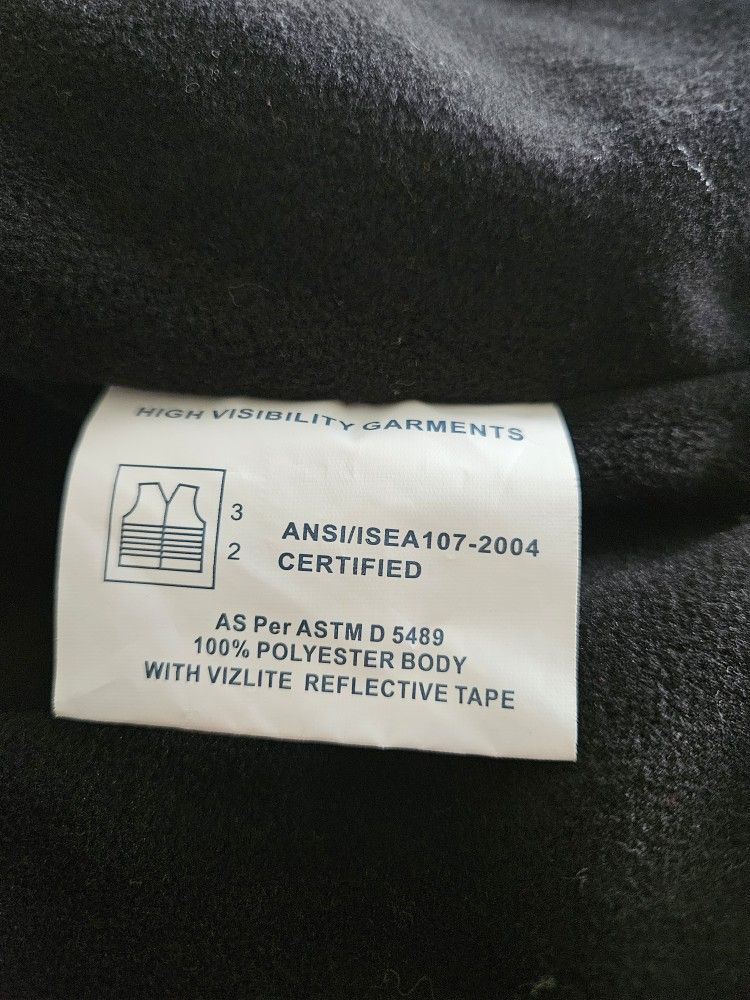 HIGH VISIBILITY GARMENTS
3
2
ANSI/ISEA107-2004
CERTIFIED
AS Per ASTM D 5489
100% POLYESTER BODY
WITH VIZLITE REFLECTIVE TAPE